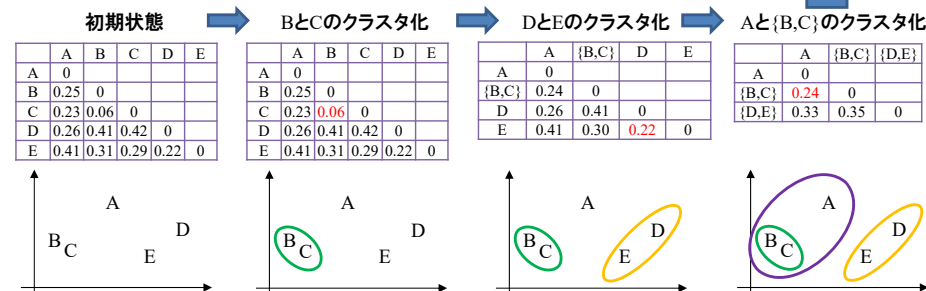 初期状態
BとCのクラスタ化
DとEのクラスタ化
Aと{B,C}のクラスタ化
A B C D E
A 0
B 0.25 0
C 0.23 0.06 0
D 0.26 0.41 0.42 0
E 0.41 0.31 0.29 0.22 0
A B C D E
A 0
B 0.25 0
C 0.23 0.06 0
D 0.26 0.41 0.42 0
E 0.41 0.31 0.29 0.22 0
A {B,C} D E
A 0
{B,C} 0.24 0
D 0.26 0.41 0
E 0.41 0.30 0.22 0
A {B,C} {D,E}
A 0
{B,C} 0.24 0
{D,E} 0.33 0.35 0
A
B C
D
E
A
B C
D
E
A
B C
D
E
A
B C
D
E